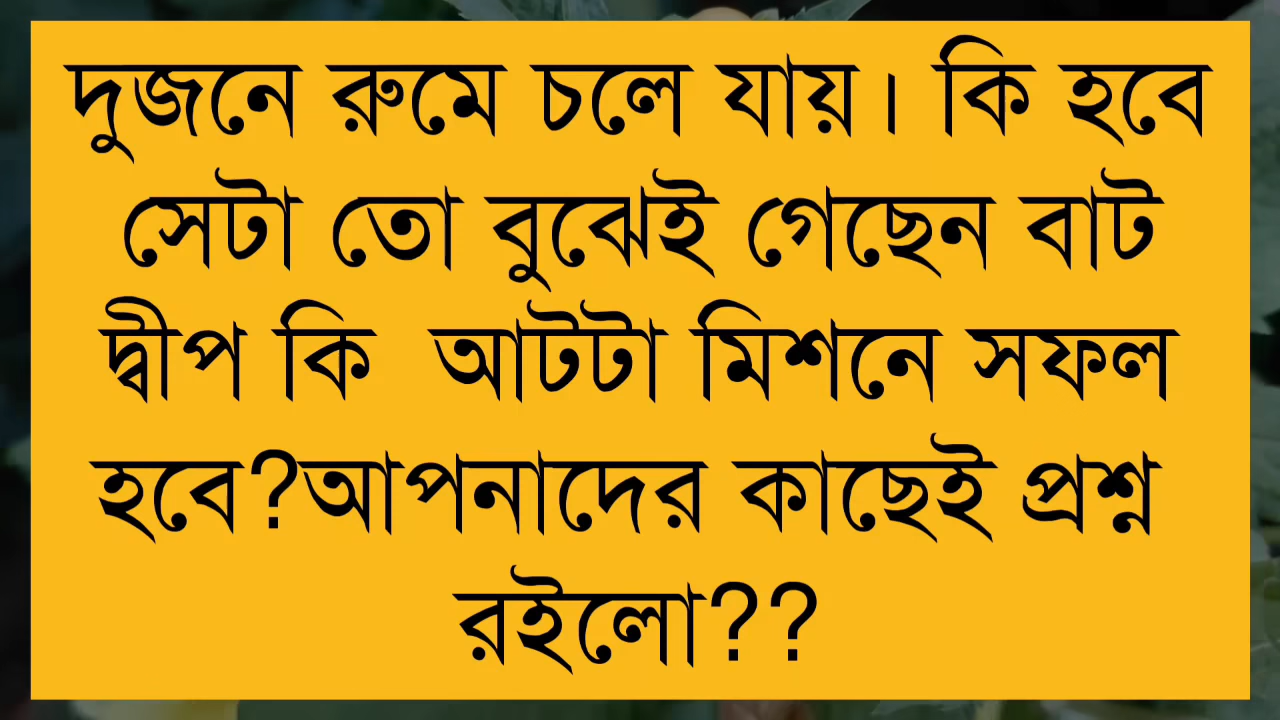 দুজনে রুমে চলে যায়। কি হবে
সেটা তো বুঝেই গেছেন বাট
দ্বীপ কি আটটা মিশনে সফল
হবে?আপনাদের কাছেই প্রশ্ন
রইলো??